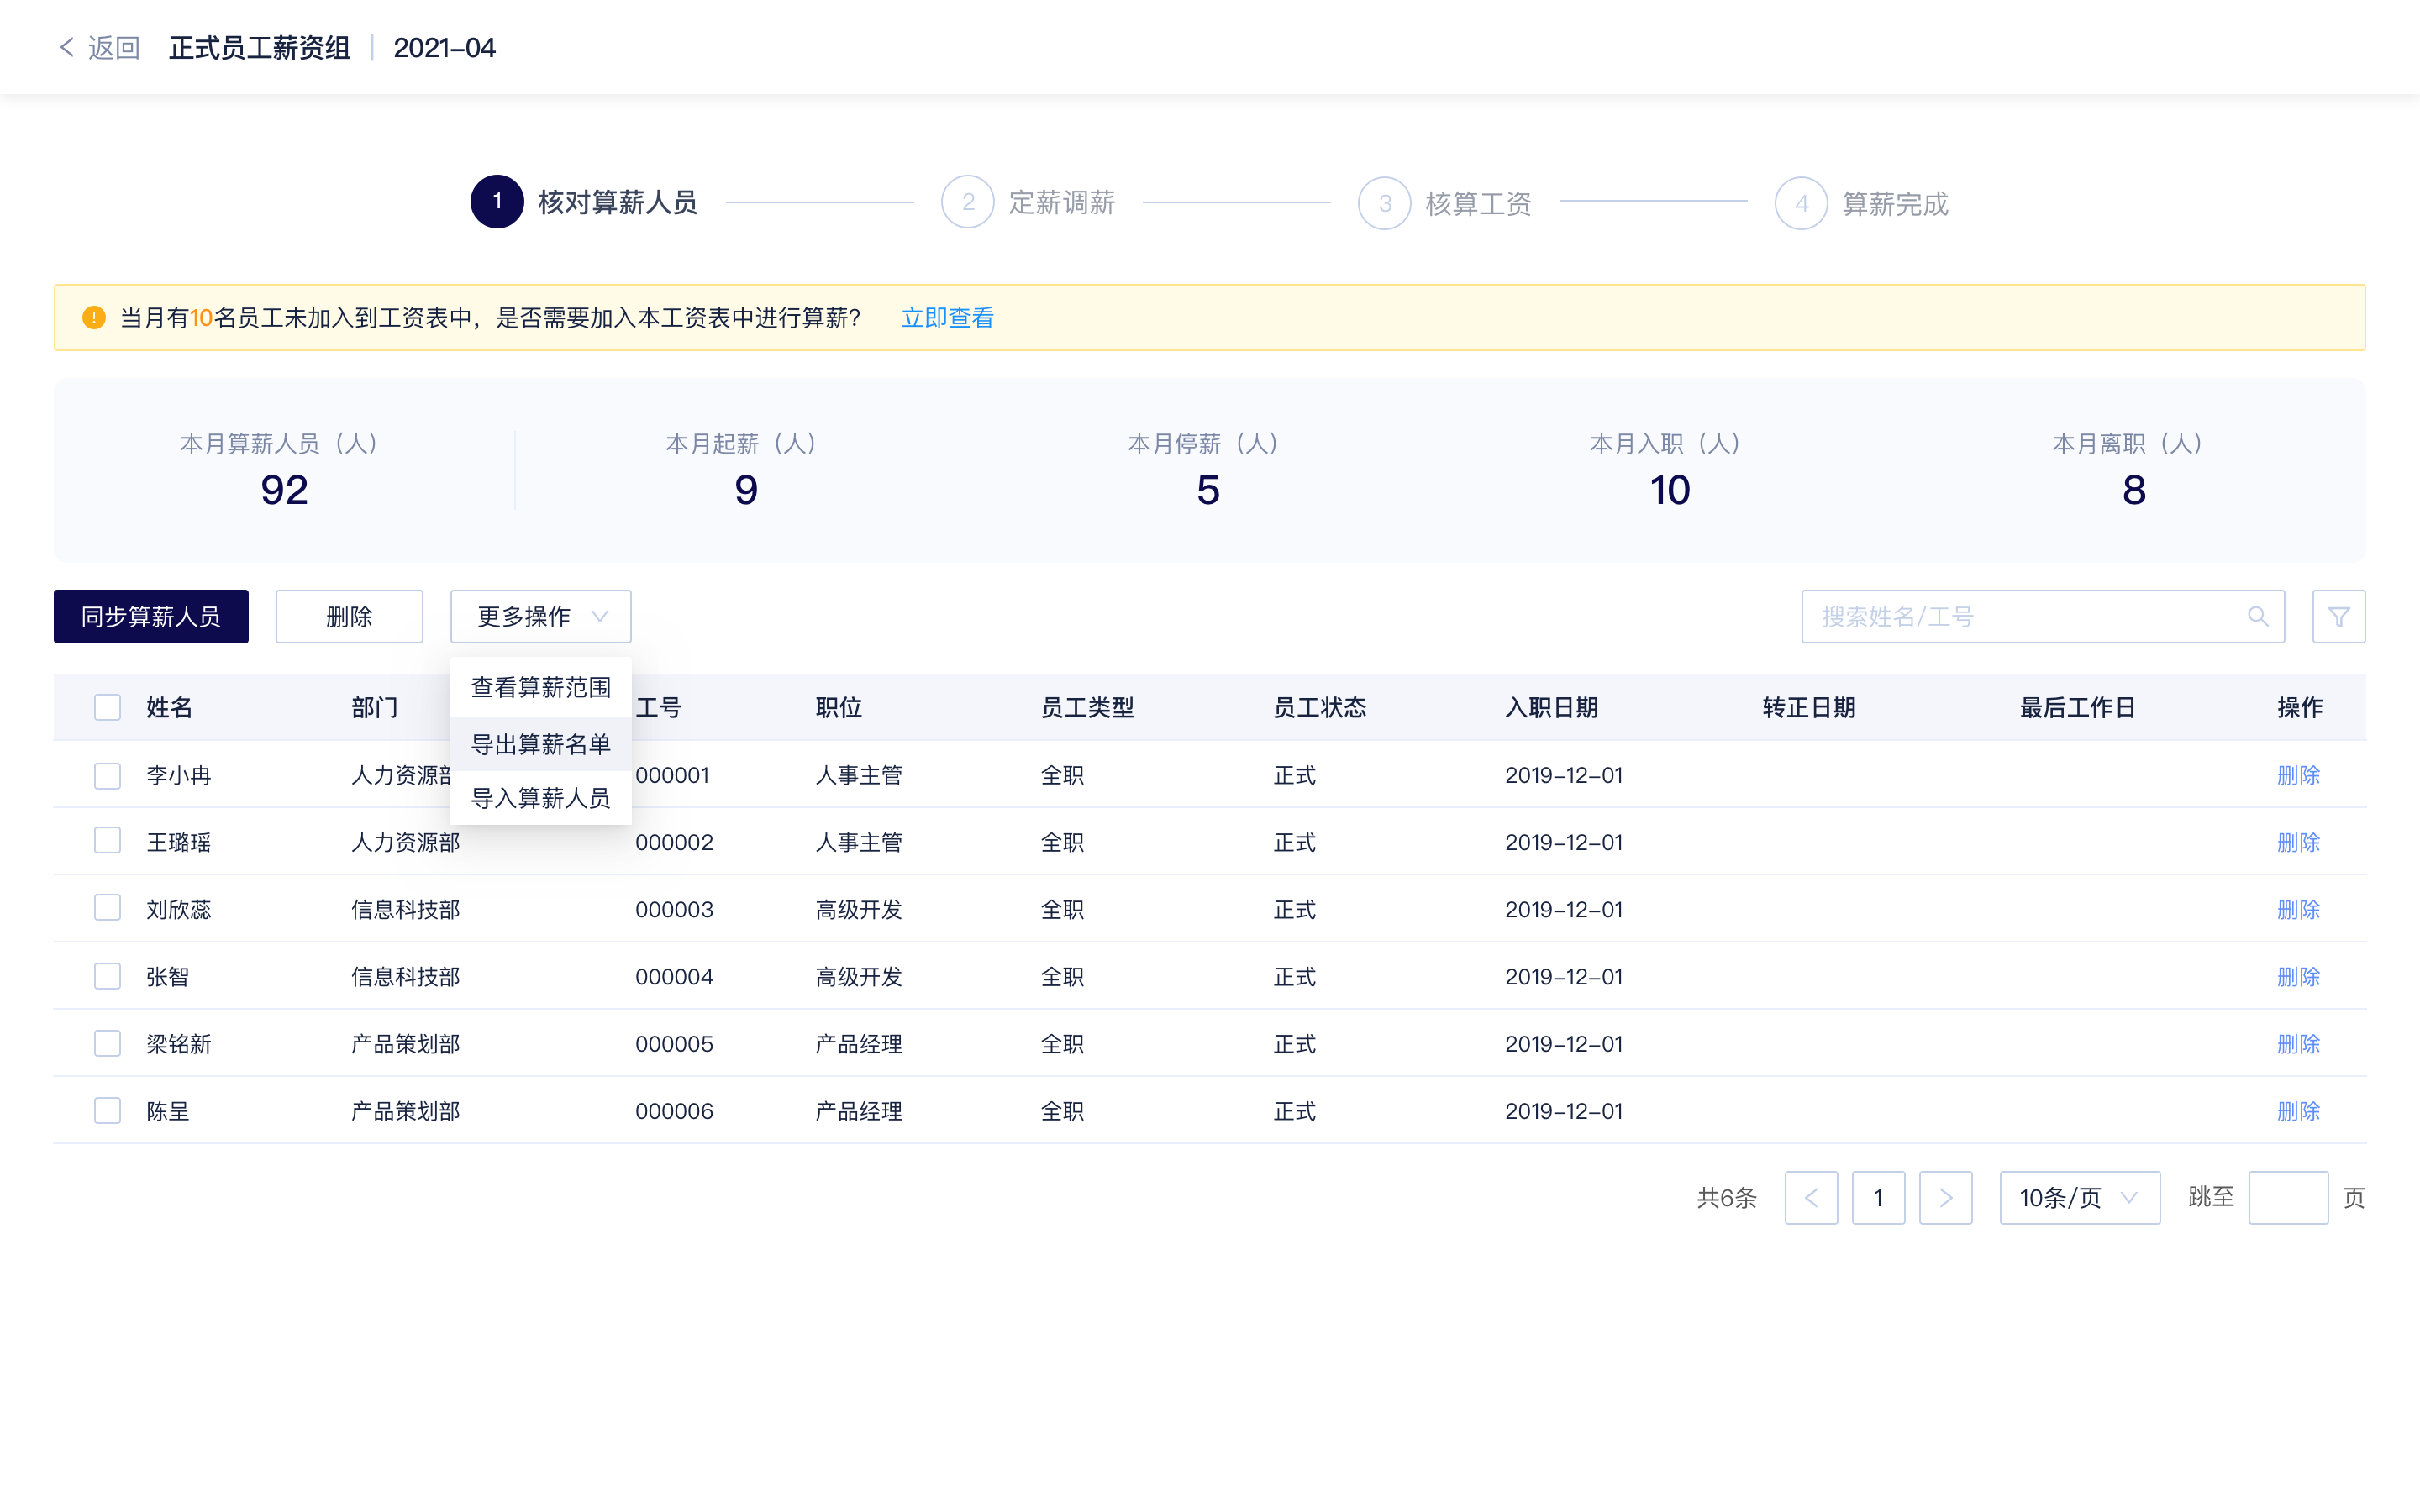 返回 正式员工薪资组 2021-04
1 核对算薪人员 2 定薪调薪 3 核算工资 4 算薪完成
当月有10名员工未加入到工资表中，是否需要加入本工资表中进行算薪? 立即查看
本月算薪人员（人） 本月起薪（人） 本月停薪（人） 本月入职（人） 本月离职（人）
92 9 5 10 8
同步算薪人员 删除 更多操作 搜索姓名/工号
查看算薪范围
导出算薪名单
导入算薪人员
姓名 部门 工号 职位 员工类型 员工状态 入职日期 转正日期 最后工作日 操作
李小冉 人力资源部 000001 人事主管 全职 正式 2019-12-01 删除
王璐瑶 人力资源部 000002 人事主管 全职 正式 2019-12-01 删除
刘欣蕊 信息科技部 000003 高级开发 全职 正式 2019-12-01 删除
张智 信息科技部 000004 高级开发 全职 正式 2019-12-01 删除
梁铭新 产品策划部 000005 产品经理 全职 正式 2019-12-01 删除
陈呈 产品策划部 000006 产品经理 全职 正式 2019-12-01 删除
共6条 1 10条/页 跳至 页